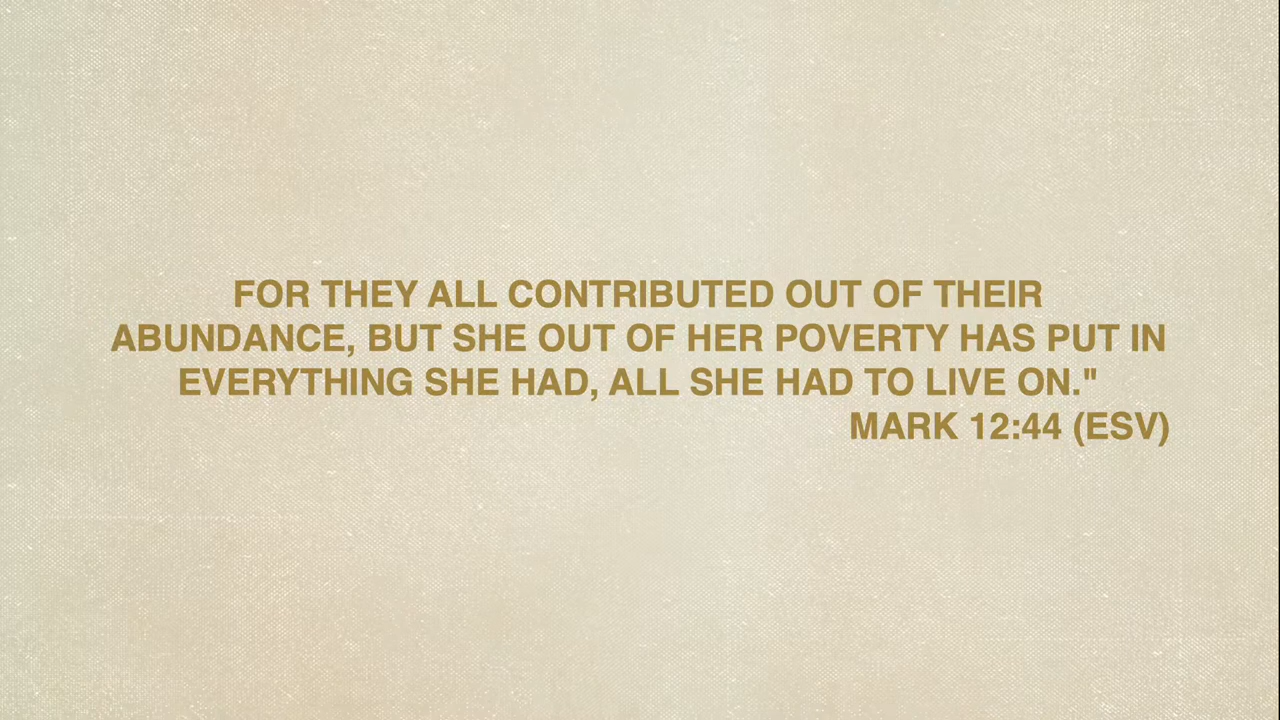 FOR THEY ALL CONTRIBUTED OUT OF THEIR
ABUNDANCE, BUT SHE OUT OF HER POVERTY HAS PUT IN
EVERYTHING SHE HAD, ALL SHE HAD TO LIVE ON."
MARK 12:44 (ESV)